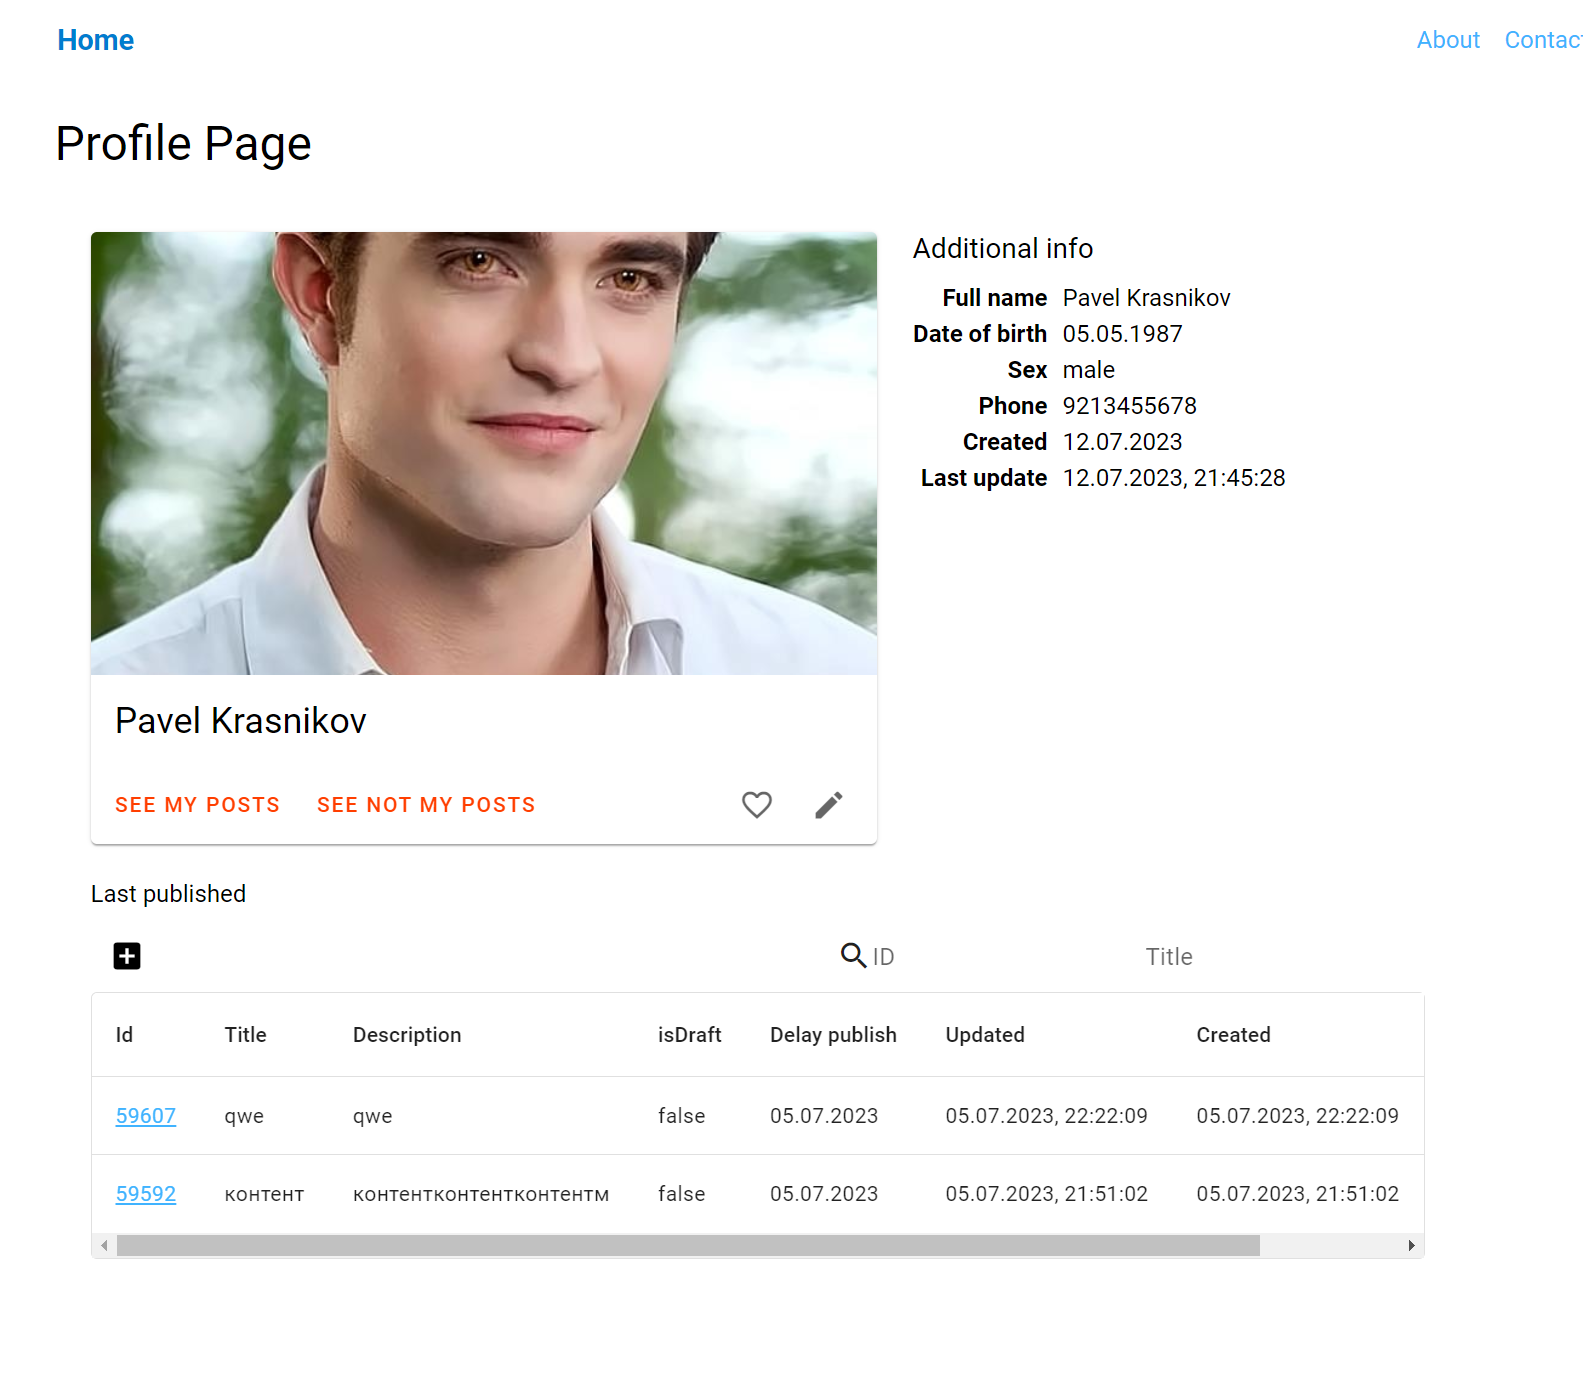 Home About Contac
Profile Page
Additional info
Full name Pavel Krasnikov
Date of birth 05.05.1987
Sex male
Phone 9213455678
Created 12.07.2023
Last update 12.07.2023, 21:45:28
Pavel Krasnikov
SEE MY POSTS SEE NOT MY POSTS
Last published
ID Title
Id Title Description isDraft Delay publish Updated Created
59607 qwe qwe false 05.07.2023 05.07.2023, 22:22:09 05.07.2023, 22:22:09
59592 контент контентконтентконтентм false 05.07.2023 05.07.2023, 21:51:02 05.07.2023, 21:51:02